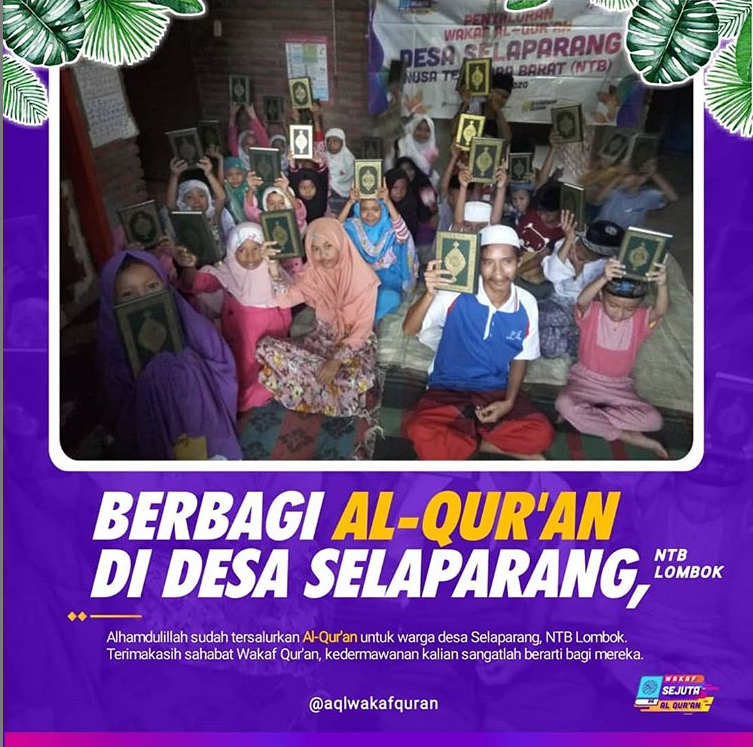 PENYALURAN
WAKAF AL-QUR'AN
DESA SELAPARANG
NUSA TENGGARA BARAT (NTB)
2020
BERBAGI AL-QUR'AN
DI DESA SELAPARANG,
NTB
LOMBOK
Alhamdulillah sudah tersalurkan Al-Qur'an untuk warga desa Selaparang, NTB Lombok.
Terimakasih sahabat Wakaf Qur'an, kedermawanan kalian sangatlah berarti bagi mereka.
@aqlwakafquran
WAKAF
SEJUTA
AL QUR'AN